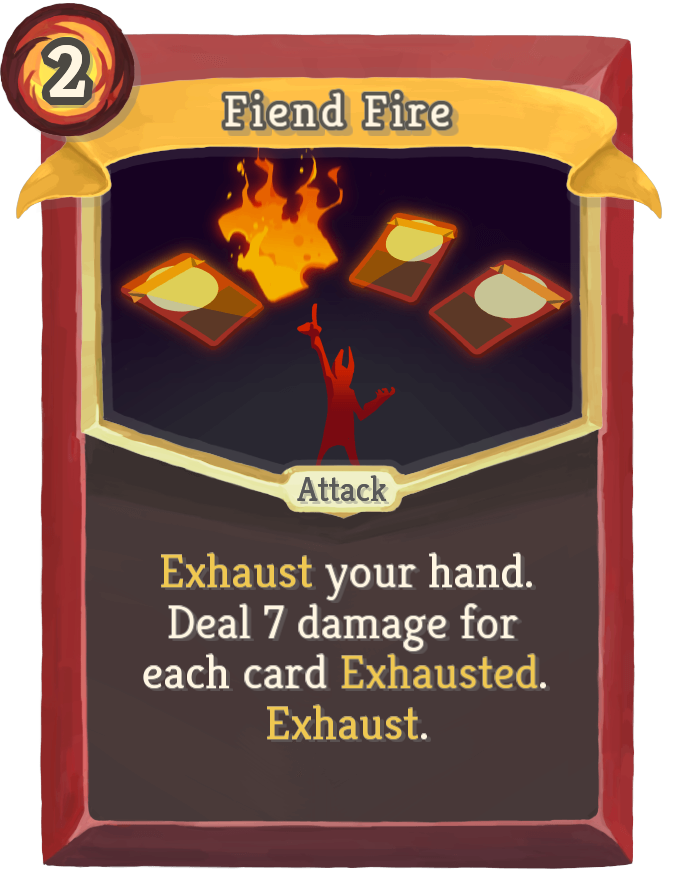 2
Fiend Fire
Attack
Exhaust your hand.
Deal 7 damage for
each card Exhausted.
Exhaust.